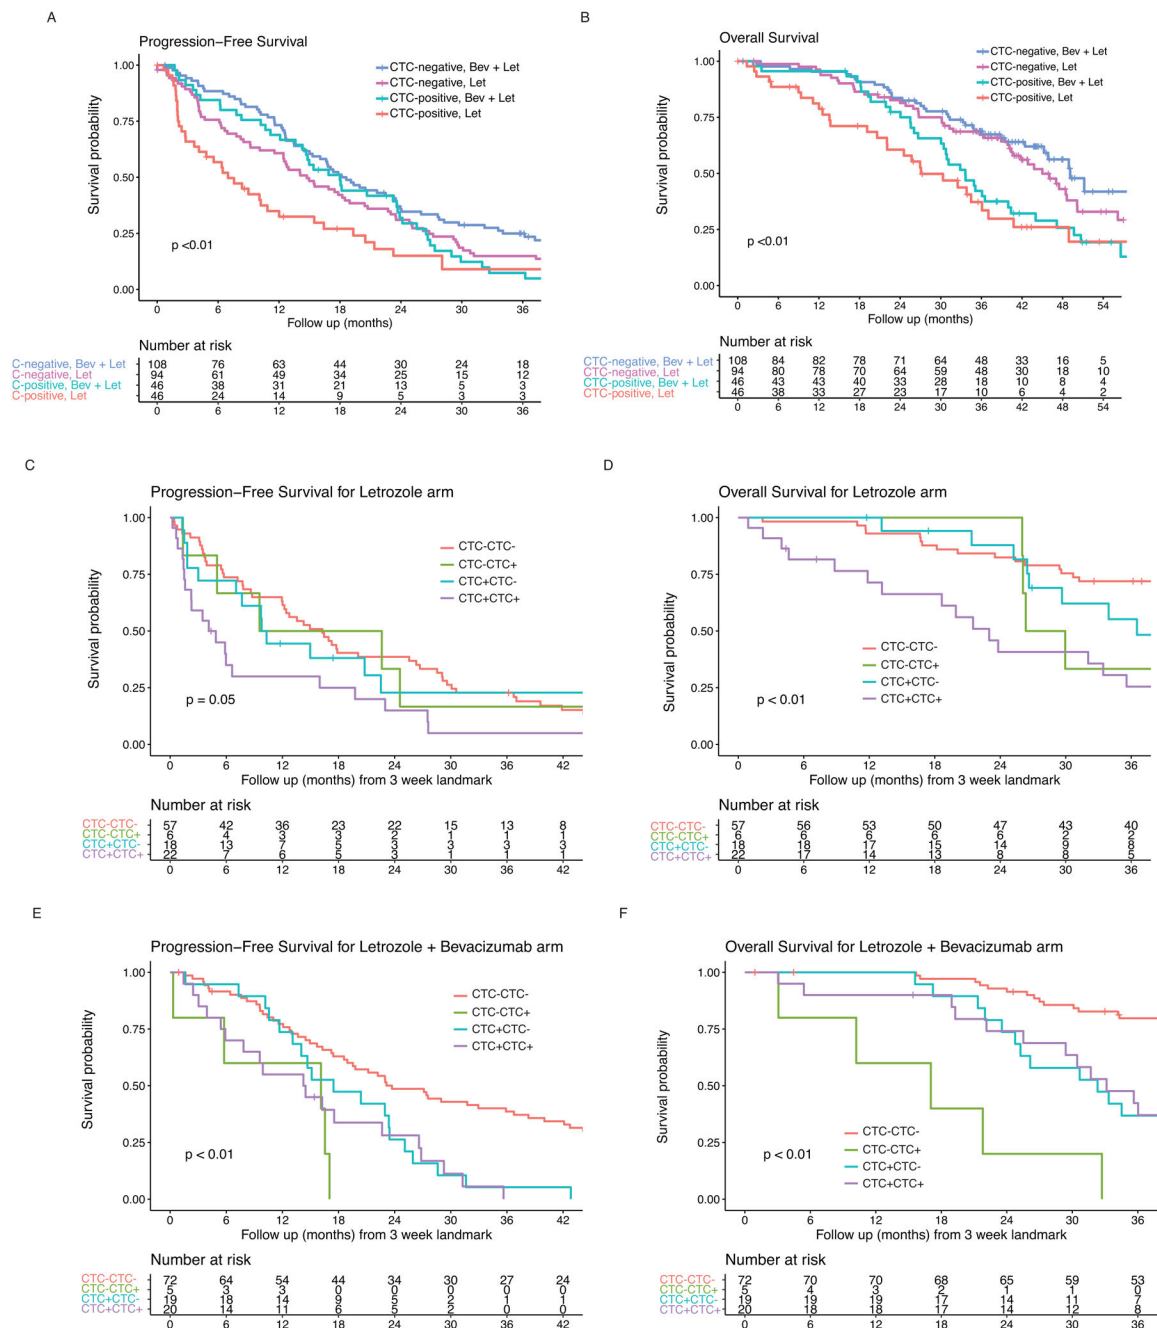 A
Progression−Free Survival
CTC-negative, Bev + Let
CTC-negative, Let
CTC-positive, Bev + Let
CTC-positive, Let
Survival probability
1.00
0.75
0.50
0.25
0.00
p <0.01
0 6 12 18 24 30 36
Follow up (months)
Number at risk
C-negative, Bev + Let 108 76 63 44 30 24 18
C-negative, Let 94 61 49 34 25 15 12
C-positive, Bev + Let 46 38 31 21 13 5 3
C-positive, Let 46 24 14 9 5 3 3
0 6 12 18 24 30 36
B
Overall Survival
CTC-negative, Bev + Let
CTC-negative, Let
CTC-positive, Bev + Let
CTC-positive, Let
Survival probability
1.00
0.75
0.50
0.25
0.00
p <0.01
0 6 12 18 24 30 36 42 48 54
Follow up (months)
Number at risk
CTC-negative, Bev + Let 108 84 82 78 71 64 48 33 16 5
CTC-negative, Let 94 80 78 70 64 59 48 30 18 10
CTC-positive, Bev + Let 46 43 43 40 33 28 18 10 8 4
CTC-positive, Let 46 38 33 27 23 17 10 6 4 2
0 6 12 18 24 30 36 42 48 54
C
Progression−Free Survival for Letrozole arm
CTC-CTC-
CTC-CTC+
CTC+CTC-
CTC+CTC+
Survival probability
1.00
0.75
0.50
0.25
0.00
p = 0.05
0 6 12 18 24 30 36 42
Follow up (months) from 3 week landmark
Number at risk
CTC-CTC- 57 42 36 23 22 15 13 8
CTC-CTC+ 6 4 3 3 2 1 1 1
CTC+CTC- 18 13 7 5 3 3 3 3
CTC+CTC+ 22 7 6 5 3 1 1 1
0 6 12 18 24 30 36 42
D
Overall Survival for Letrozole arm
CTC-CTC-
CTC-CTC+
CTC+CTC-
CTC+CTC+
Survival probability
1.00
0.75
0.50
0.25
0.00
p < 0.01
0 6 12 18 24 30 36
Follow up (months) from 3 week landmark
Number at risk
CTC-CTC- 57 56 53 50 47 43 40
CTC-CTC+ 6 6 6 6 6 2 2
CTC+CTC- 18 18 17 15 14 9 8
CTC+CTC+ 22 17 14 13 8 8 5
0 6 12 18 24 30 36
E
Progression−Free Survival for Letrozole + Bevacizumab arm
CTC-CTC-
CTC-CTC+
CTC+CTC-
CTC+CTC+
Survival probability
1.00
0.75
0.50
0.25
0.00
p < 0.01
0 6 12 18 24 30 36 42
Follow up (months) from 3 week landmark
Number at risk
CTC-CTC- 72 64 54 44 34 30 27 24
CTC-CTC+ 5 3 3 0 0 0 0 0
CTC+CTC- 19 18 14 9 5 2 1 1
CTC+CTC+ 20 14 11 6 5 2 0 0
0 6 12 18 24 30 36 42
F
Overall Survival for Letrozole + Bevacizumab arm
CTC-CTC-
CTC-CTC+
CTC+CTC-
CTC+CTC+
Survival probability
1.00
0.75
0.50
0.25
0.00
p < 0.01
0 6 12 18 24 30 36
Follow up (months) from 3 week landmark
Number at risk
CTC-CTC- 72 70 70 68 65 59 53
CTC-CTC+ 5 4 3 2 1 1 0
CTC+CTC- 19 19 19 17 14 11 7
CTC+CTC+ 20 18 18 17 14 12 8
0 6 12 18 24 30 36